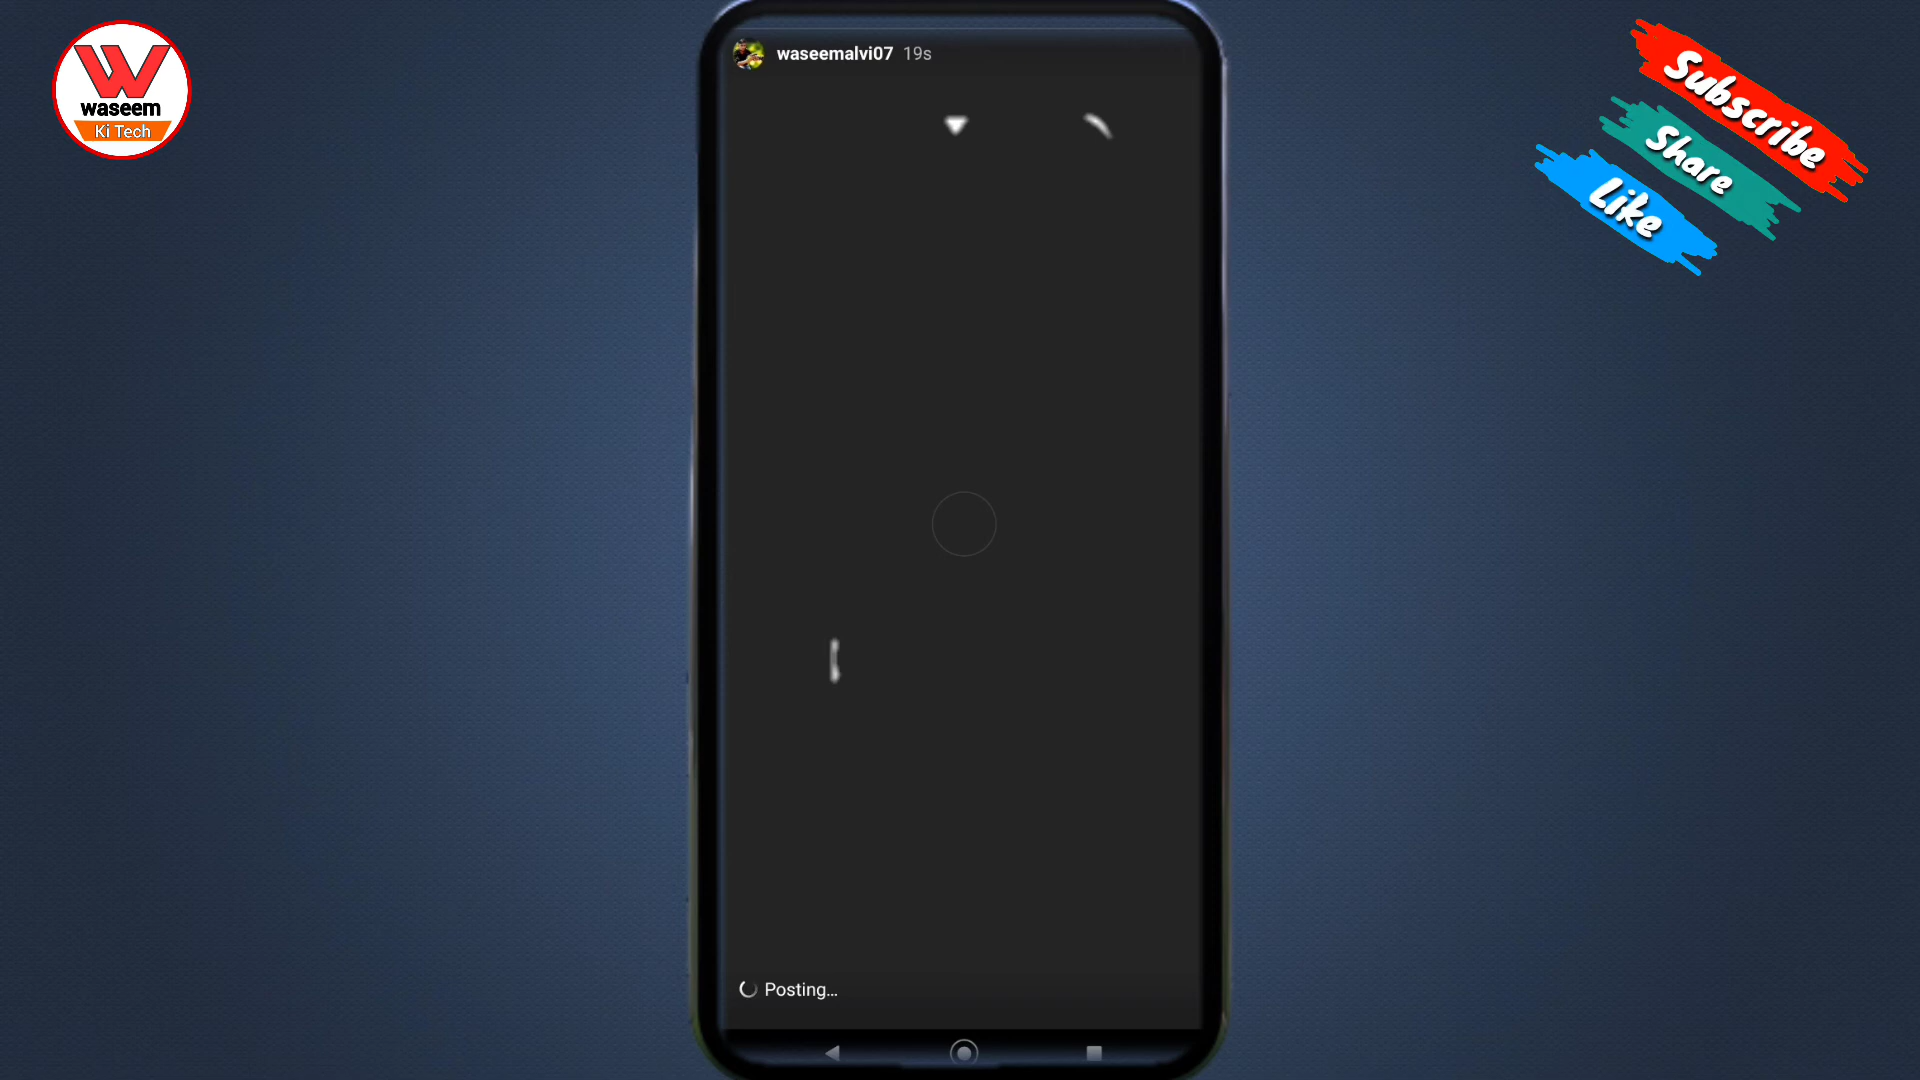 waseem
Ki Tech
waseemalvi07 19s
Subscribe
Share
Like
Posting...